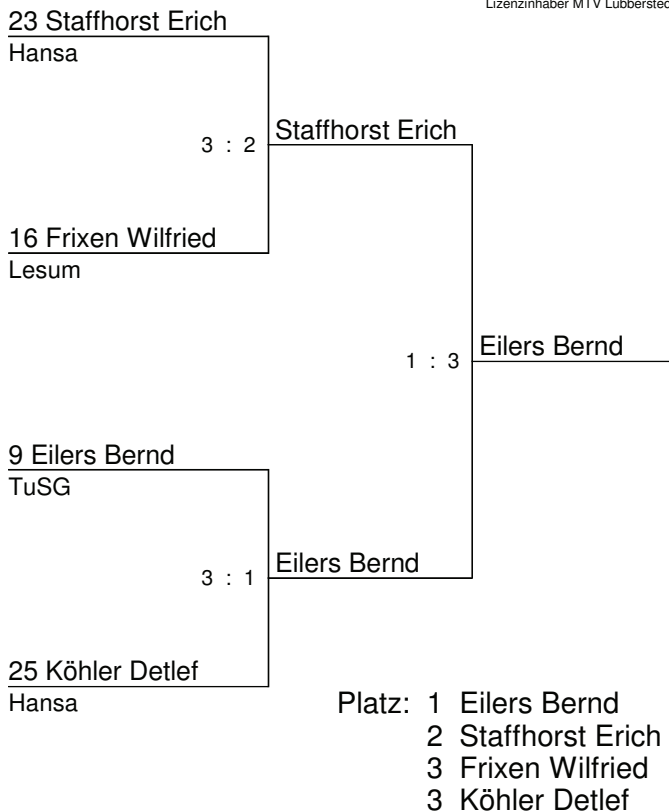 Lizenzinhaber MTV Lübberstedt
23 Staffhorst Erich
Hansa
3 : 2
Staffhorst Erich
16 Frixen Wilfried
Lesum
1 : 3
Eilers Bernd
9 Eilers Bernd
TuSG
3 : 1
Eilers Bernd
25 Köhler Detlef
Hansa
Platz: 1 Eilers Bernd
2 Staffhorst Erich
3 Frixen Wilfried
3 Köhler Detlef